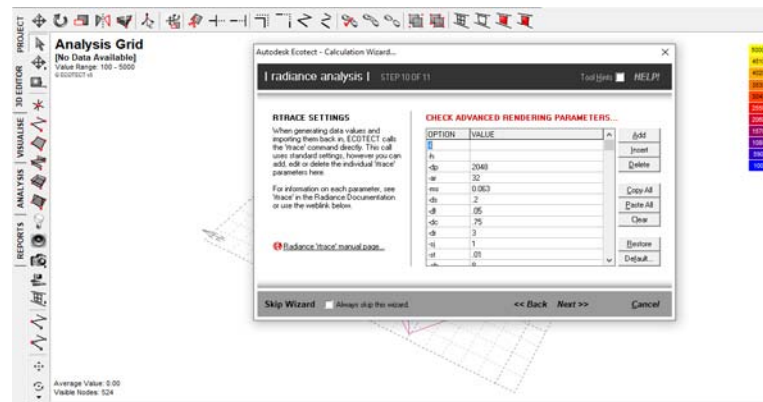 PROJECT
3D EDITOR
VISUALISE
ANALYSIS
REPORTS
Analysis Grid
[No Data Available]
Value Range: 100 - 5000
© ECOTECT v5
Autodesk Ecotect - Calculation Wizard...
| radiance analysis | STEP 10 OF 11
Tool Hints HELP!
RTRACE SETTINGS
When generating data values and
importing them back in, ECOTECT calls
the 'rtrace' command directly. This call
uses standard settings, however you can
add, edit or delete the individual 'rtrace'
parameters here.
For information on each parameter, see
'rtrace' in the Radiance Documentation
or use the weblink below.
Radiance 'rtrace' manual page...
CHECK ADVANCED RENDERING PARAMETERS...
OPTION VALUE
-h
-dp 2048
-ar 32
-ms 0.063
-ds .2
-dt .05
-dc .75
-dr 3
-sj 1
-st .01
Add
Insert
Delete
Copy All
Paste All
Clear
Restore
Default...
Skip Wizard Always skip this wizard.
<< Back Next >> Cancel
Average Value: 0.00
Visible Nodes: 524
5000